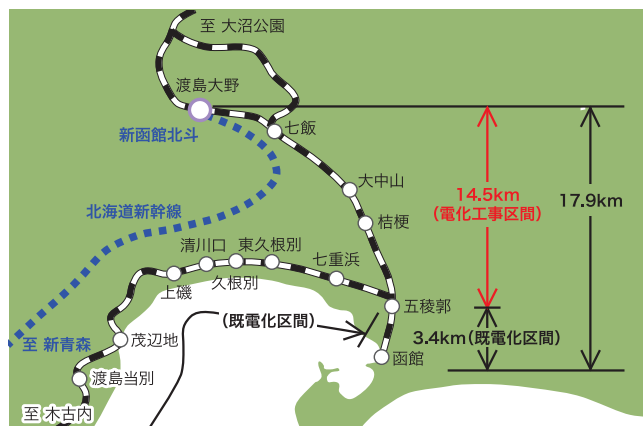 至 大沼公園
渡島大野
新函館北斗
七飯
14.5km
(電化工事区間)
17.9km
大中山
北海道新幹線
桔梗
清川口
東久根別
七重浜
上磯
久根別
五稜郭
(既電化区間)
3.4km(既電化区間)
至 新青森
茂辺地
函館
渡島当別
至 木古内